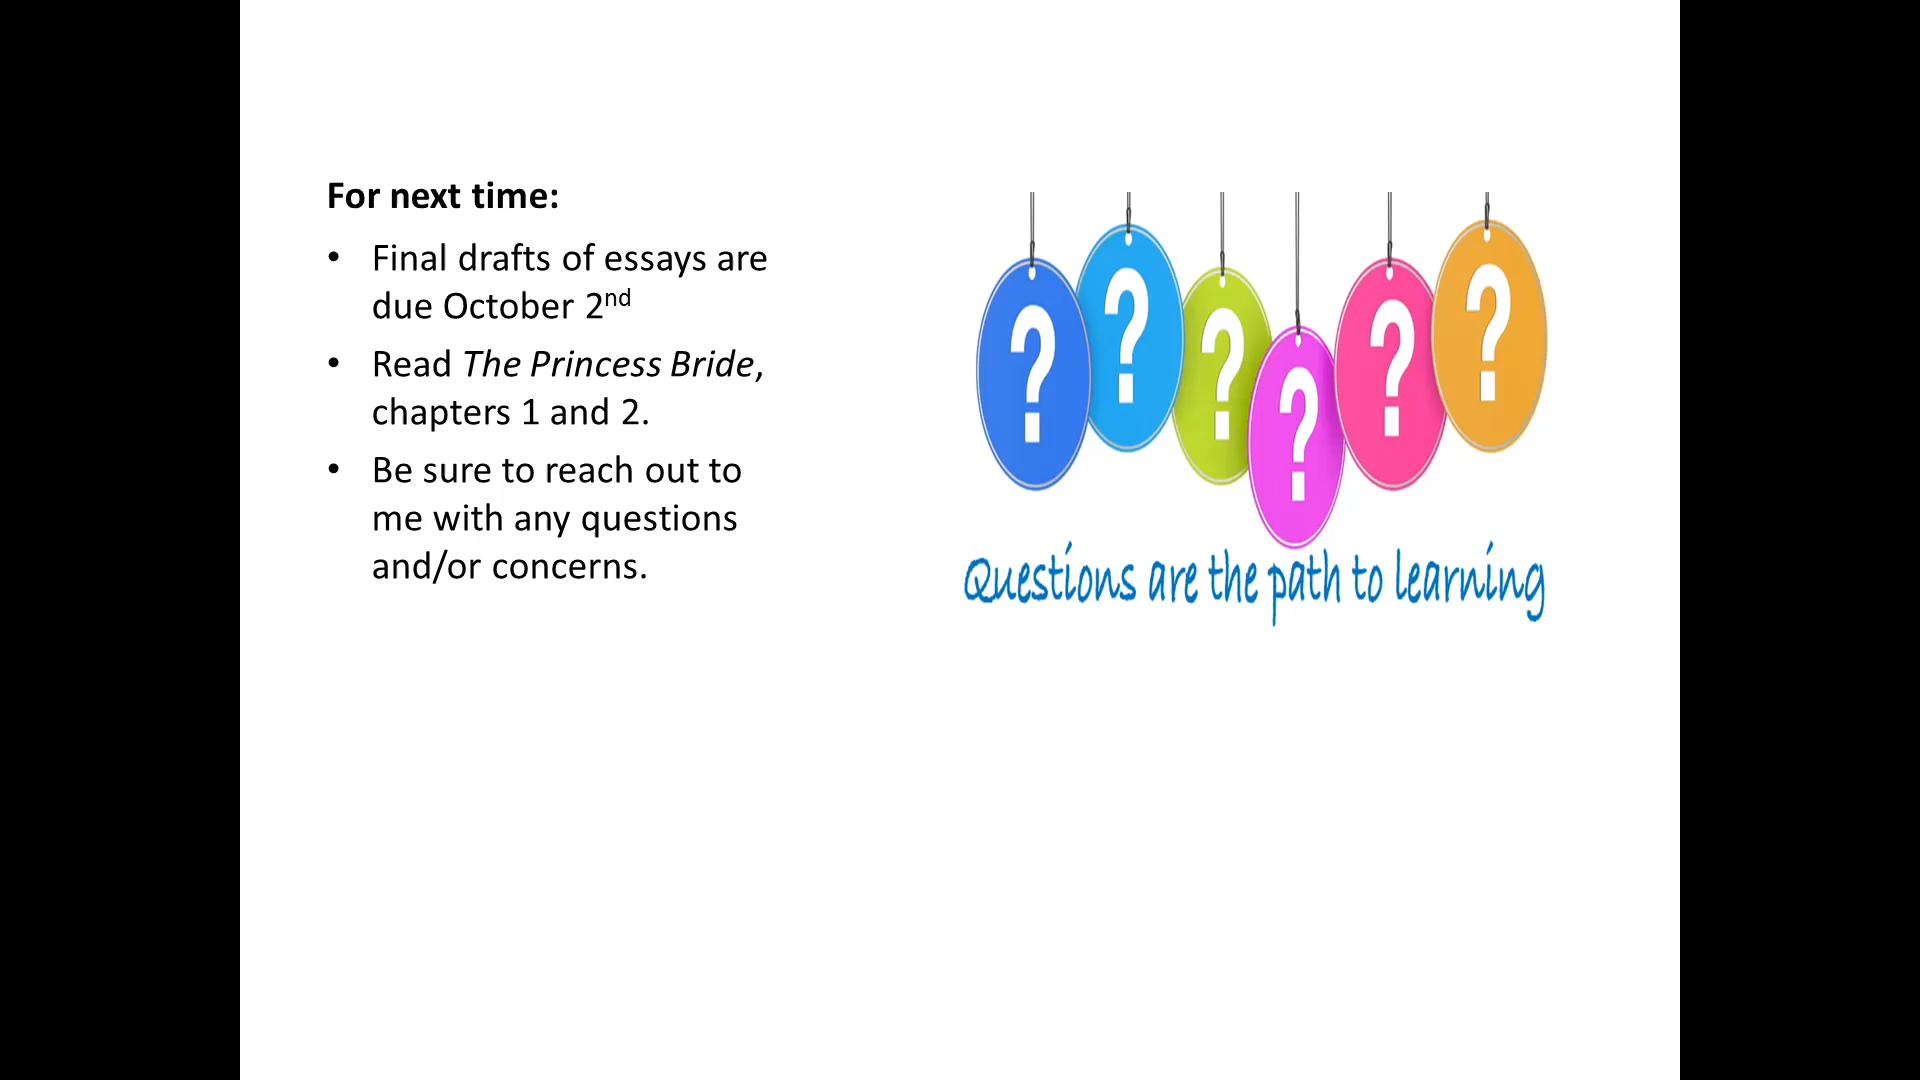 For next time:
• Final drafts of essays are
due October 2nd
• Read The Princess Bride,
chapters 1 and 2.
• Be sure to reach out to
me with any questions
and/or concerns.
? ? ? ? ? ?
Questions are the path to learning